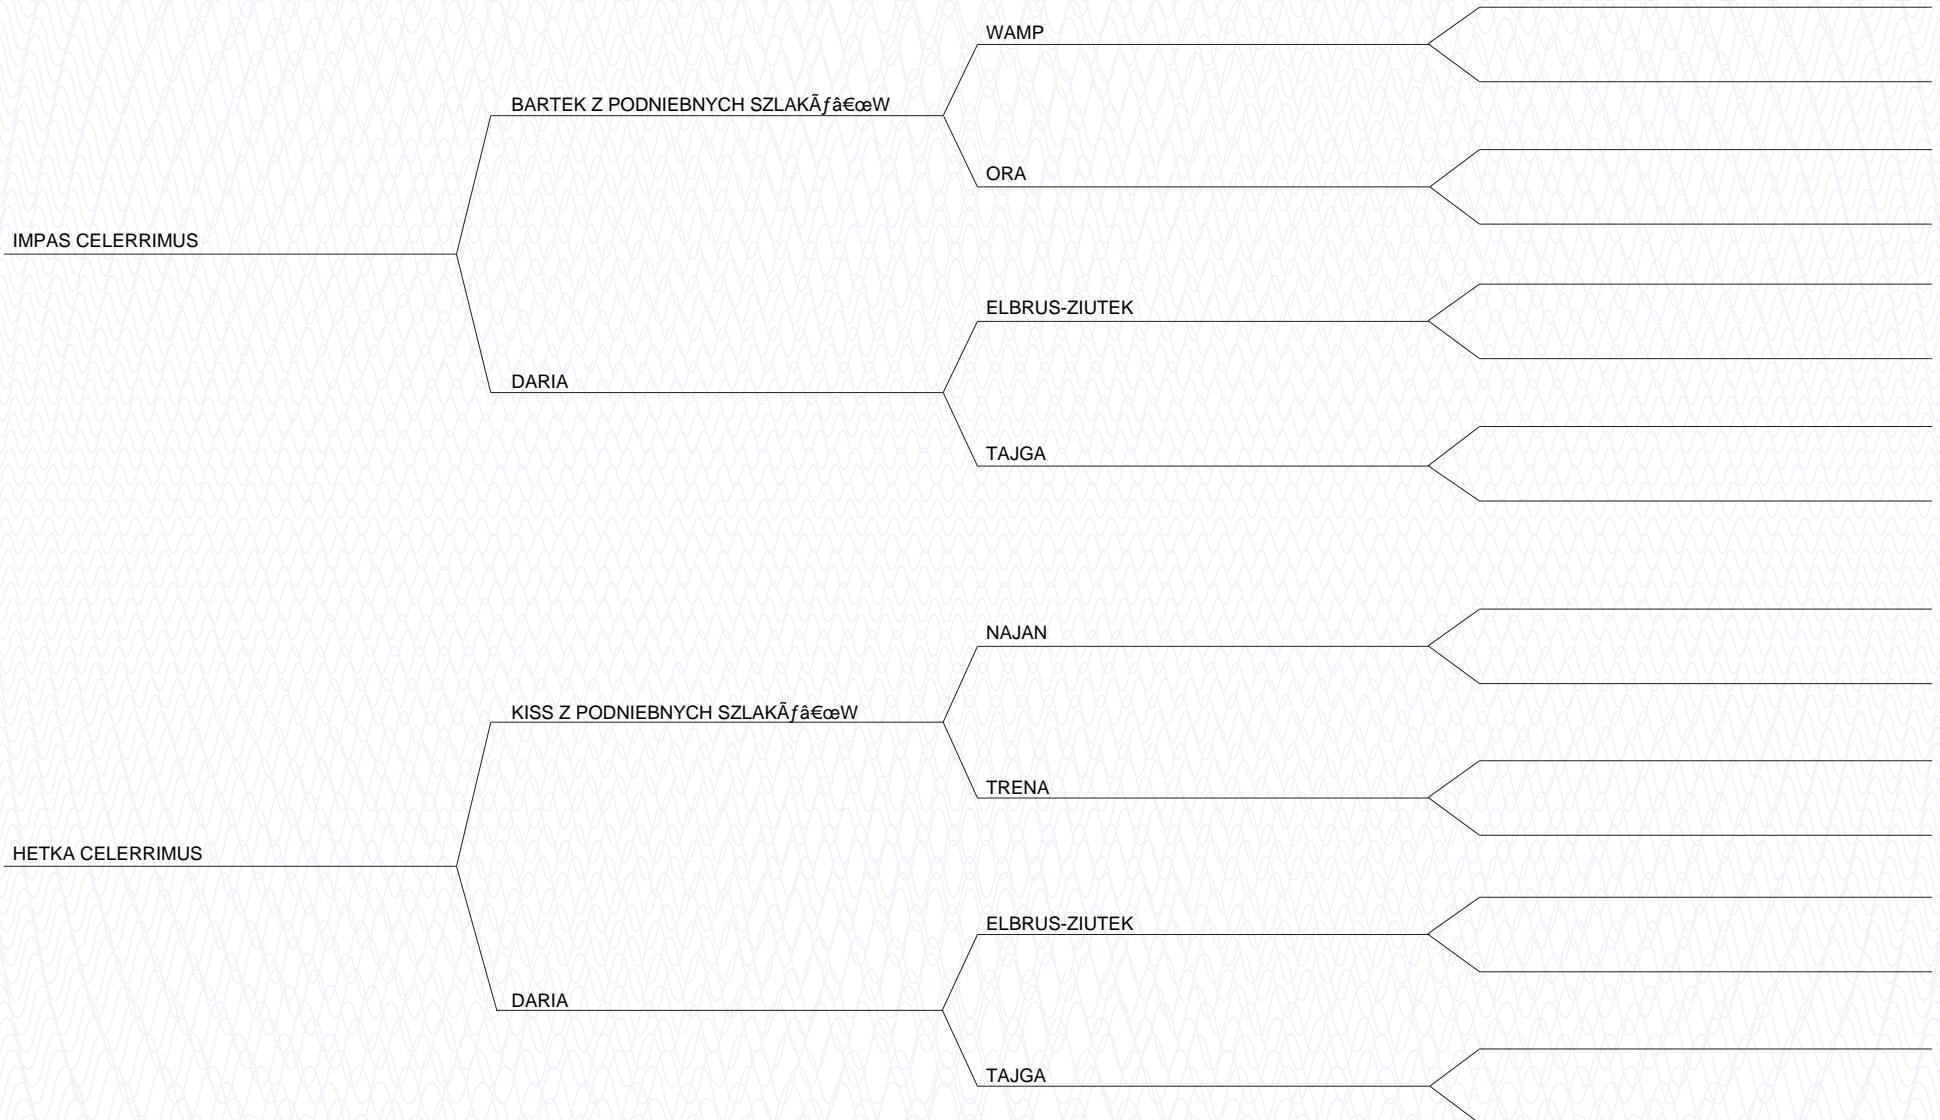 WAMP
BARTEK Z PODNIEBNYCH SZLAKÃƒâ€œW
ORA
IMPAS CELERRIMUS
ELBRUS-ZIUTEK
DARIA
TAJGA
NAJAN
KISS Z PODNIEBNYCH SZLAKÃƒâ€œW
TRENA
HETKA CELERRIMUS
ELBRUS-ZIUTEK
DARIA
TAJGA